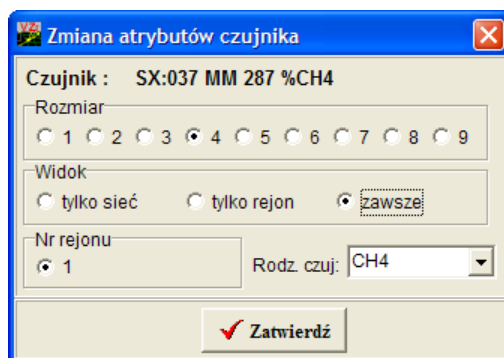 Zmiana atrybutów czujnika
Czujnik : SX:037 MM 287 %CH4
Rozmiar
1 2 3 4 5 6 7 8 9
Widok
tylko sieć tylko rejon zawsze
Nr rejonu
1 Rodz. czuj: CH4
Zatwierdź